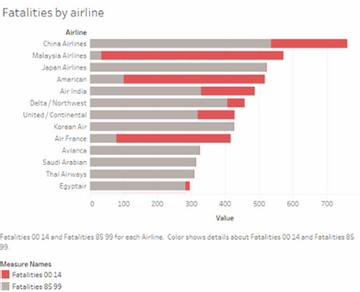 Fatalities by airline
Airline
China Airlines
Malaysia Airlines
Japan Airlines
American
Air India
Delta / Northwest
United / Continental
Korean Air
Air France
Avianca
Saudi Arabian
Thai Airways
Egyptair
0 100 200 300 400 500 600 700
Value
Fatalities 00 14 and Fatalities 85 99 for each Airline. Color shows details about Fatalities 00 14 and Fatalities 85
99.
Measure Names
Fatalities 00 14
Fatalities 85 99